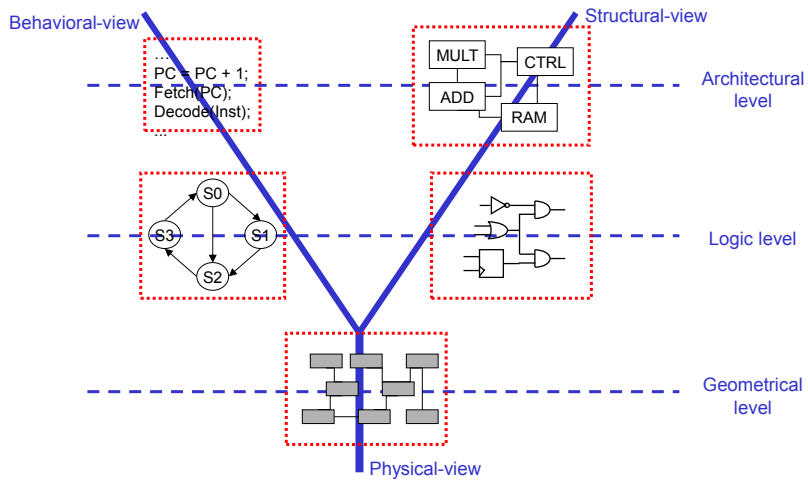 Behavioral-view
Structural-view
...
PC = PC + 1;
Fetch(PC);
Decode(Inst);
...
MULT
CTRL
ADD
RAM
Architectural
level
S0
S3
S1
S2
Logic level
Geometrical
level
Physical-view